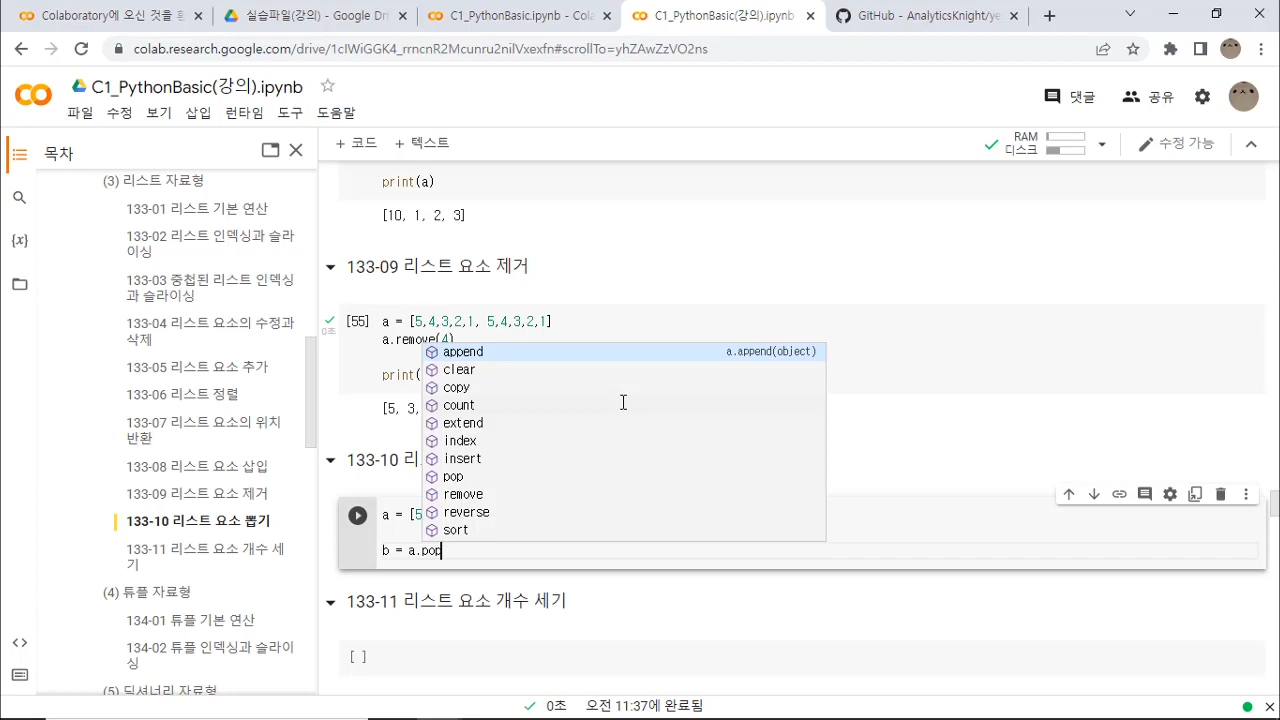 Colaboratory에 오신 것을 환
실습파일(강의) - Google Dri
C1_PythonBasic.ipynb - Cola
C1_PythonBasic(강의).ipynb
GitHub - AnalyticsKnight/ye
colab.research.google.com/drive/1cIWiGGK4_rrncnR2Mcunru2nilVxexfn#scrollTo=yhZAwZzVO2ns
C1_PythonBasic(강의).ipynb
파일 수정 보기 삽입 런타임 도구 도움말
댓글 공유
목차
+ 코드 + 텍스트
RAM
디스크
수정 가능
(3) 리스트 자료형
133-01 리스트 기본 연산
133-02 리스트 인덱싱과 슬라
이싱
133-03 중첩된 리스트 인덱싱
과 슬라이싱
133-04 리스트 요소의 수정과
삭제
133-05 리스트 요소 추가
133-06 리스트 정렬
133-07 리스트 요소의 위치
반환
133-08 리스트 요소 삽입
133-09 리스트 요소 제거
133-10 리스트 요소 뽑기
133-11 리스트 요소 개수 세
기
(4) 튜플 자료형
134-01 튜플 기본 연산
134-02 튜플 인덱싱과 슬라이
싱
(5) 딕셔너리 자료형
print(a)
[10, 1, 2, 3]
133-09 리스트 요소 제거
[55] a = [5,4,3,2,1, 5,4,3,2,1]
0초
a.remove(4)
print(
[5, 3,
append a.append(object)
clear
copy
count
extend
index
insert
pop
remove
reverse
sort
133-10 리
a = [5
b = a.pop
133-11 리스트 요소 개수 세기
[ ]
0초 오전 11:37에 완료됨